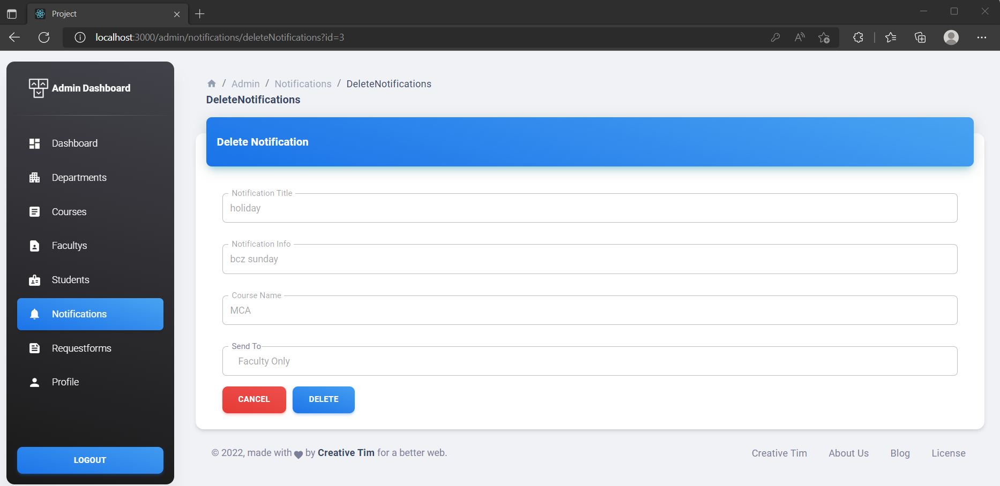 Project
localhost:3000/admin/notifications/deleteNotifications?id=3
Admin Dashboard
Dashboard
Departments
Courses
Facultys
Students
Notifications
Requestforms
Profile
LOGOUT
/ Admin / Notifications / DeleteNotifications
DeleteNotifications
Delete Notification
Notification Title
holiday
Notification Info
bcz sunday
Course Name
MCA
Send To
Faculty Only
CANCEL DELETE
© 2022, made with by Creative Tim for a better web.
Creative Tim About Us Blog License